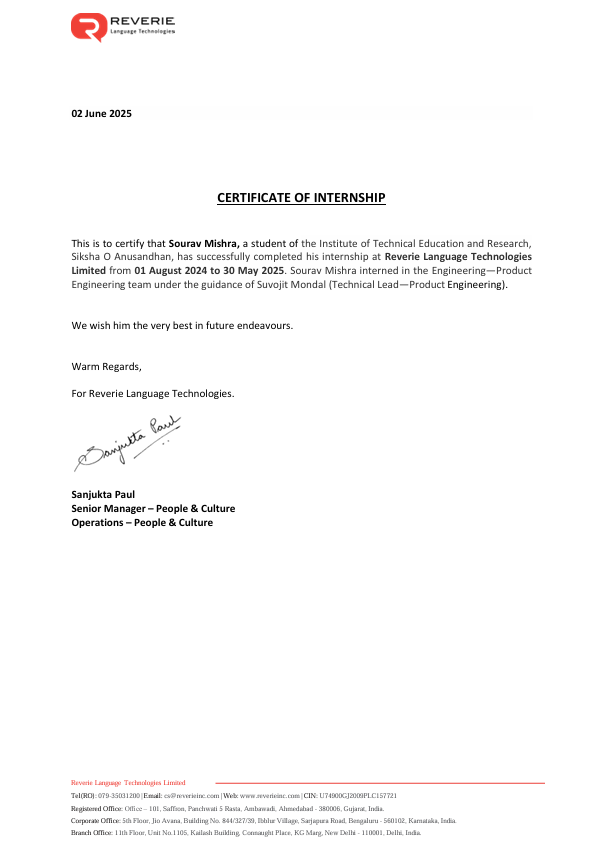 REVERIE
Language Technologies
02 June 2025
CERTIFICATE OF INTERNSHIP
This is to certify that Sourav Mishra, a student of the Institute of Technical Education and Research,
Siksha O Anusandhan, has successfully completed his internship at Reverie Language Technologies
Limited from 01 August 2024 to 30 May 2025. Sourav Mishra interned in the Engineering—Product
Engineering team under the guidance of Suvojit Mondal (Technical Lead—Product Engineering).
We wish him the very best in future endeavours.
Warm Regards,
For Reverie Language Technologies.
Sanjukta Paul
Sanjukta Paul
Senior Manager – People & Culture
Operations – People & Culture
Reverie Language Technologies Limited
Tel(RO): 079-35031200 | Email: cs@reverieinc.com | Web: www.reverieinc.com | CIN: U74900GJ2009PLC157721
Registered Office: Office – 101, Saffron, Panchwati 5 Rasta, Ambawadi, Ahmedabad - 380006, Gujarat, India.
Corporate Office: 5th Floor, Jio Avana, Building No. 844/327/39, Iblur Village, Sarjapura Road, Bengaluru - 560102, Karnataka, India.
Branch Office: 11th Floor, Unit No.1105, Kailash Building, Connaught Place, KG Marg, New Delhi - 110001, Delhi, India.